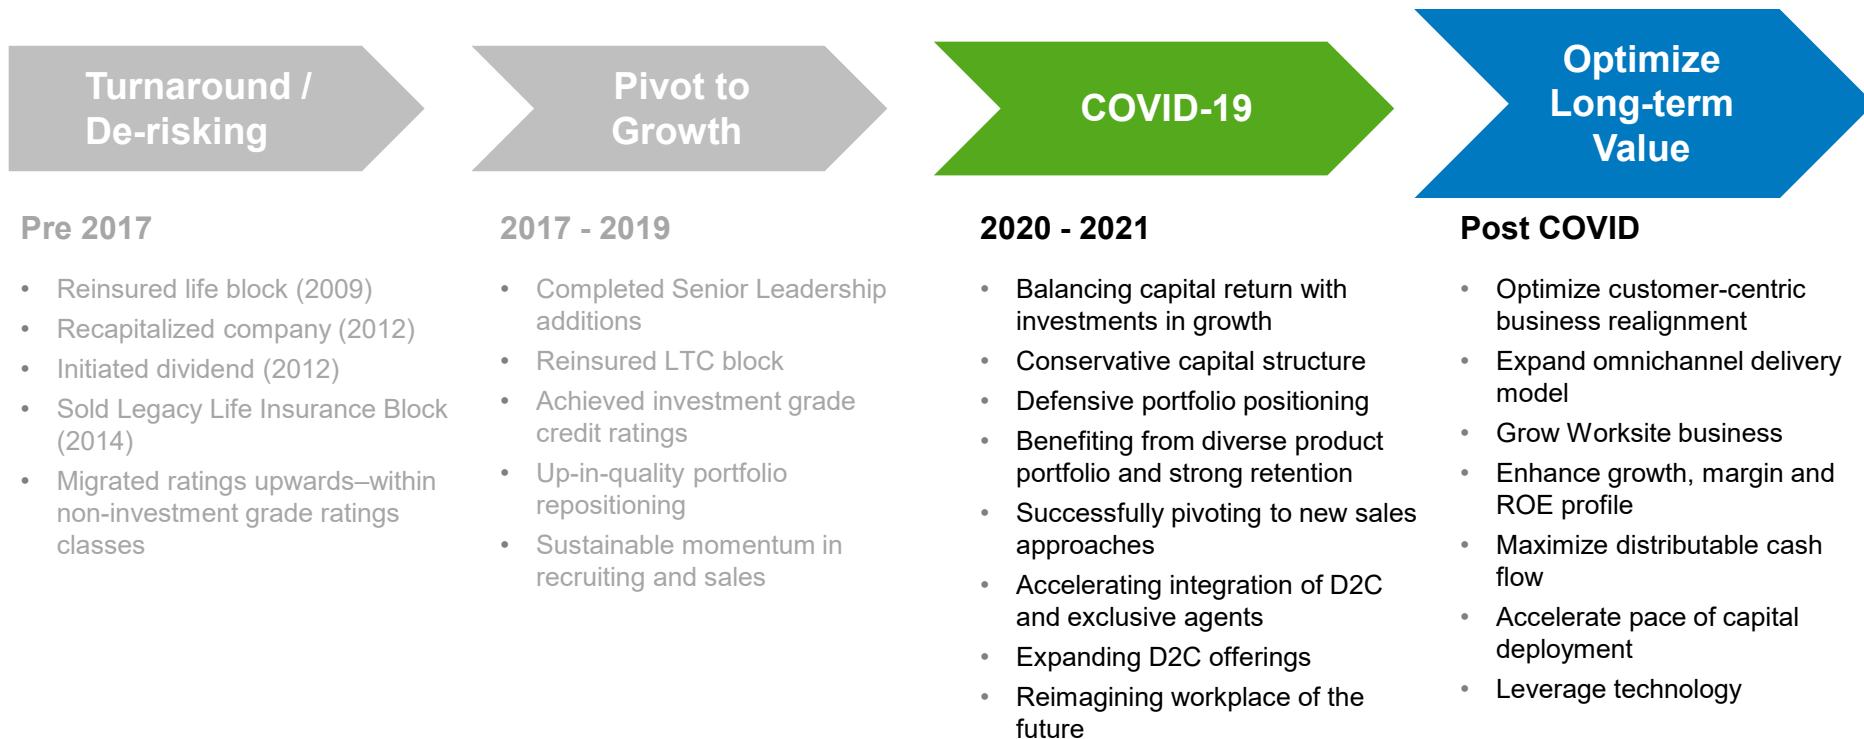 Turnaround /
De-risking
Pivot to
Growth
COVID-19
Optimize
Long-term
Value
Pre 2017
• Reinsured life block (2009)
• Recapitalized company (2012)
• Initiated dividend (2012)
• Sold Legacy Life Insurance Block
(2014)
• Migrated ratings upwards–within
non-investment grade ratings
classes
2017 - 2019
• Completed Senior Leadership
additions
• Reinsured LTC block
• Achieved investment grade
credit ratings
• Up-in-quality portfolio
repositioning
• Sustainable momentum in
recruiting and sales
2020 - 2021
• Balancing capital return with
investments in growth
• Conservative capital structure
• Defensive portfolio positioning
• Benefiting from diverse product
portfolio and strong retention
• Successfully pivoting to new sales
approaches
• Accelerating integration of D2C
and exclusive agents
• Expanding D2C offerings
• Reimagining workplace of the
future
Post COVID
• Optimize customer-centric
business realignment
• Expand omnichannel delivery
model
• Grow Worksite business
• Enhance growth, margin and
ROE profile
• Maximize distributable cash
flow
• Accelerate pace of capital
deployment
• Leverage technology